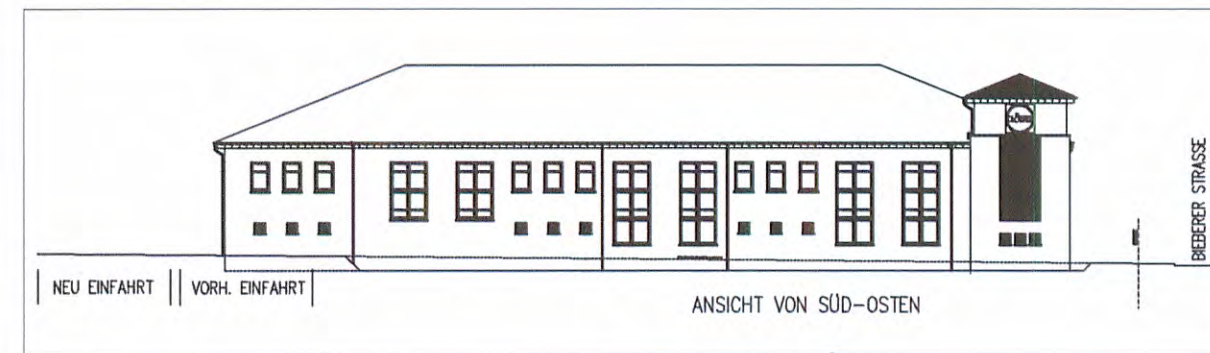 BIEBERER STRASSE
NEU EINFAHRT
VORH. EINFAHRT
ANSICHT VON SÜD-OSTEN